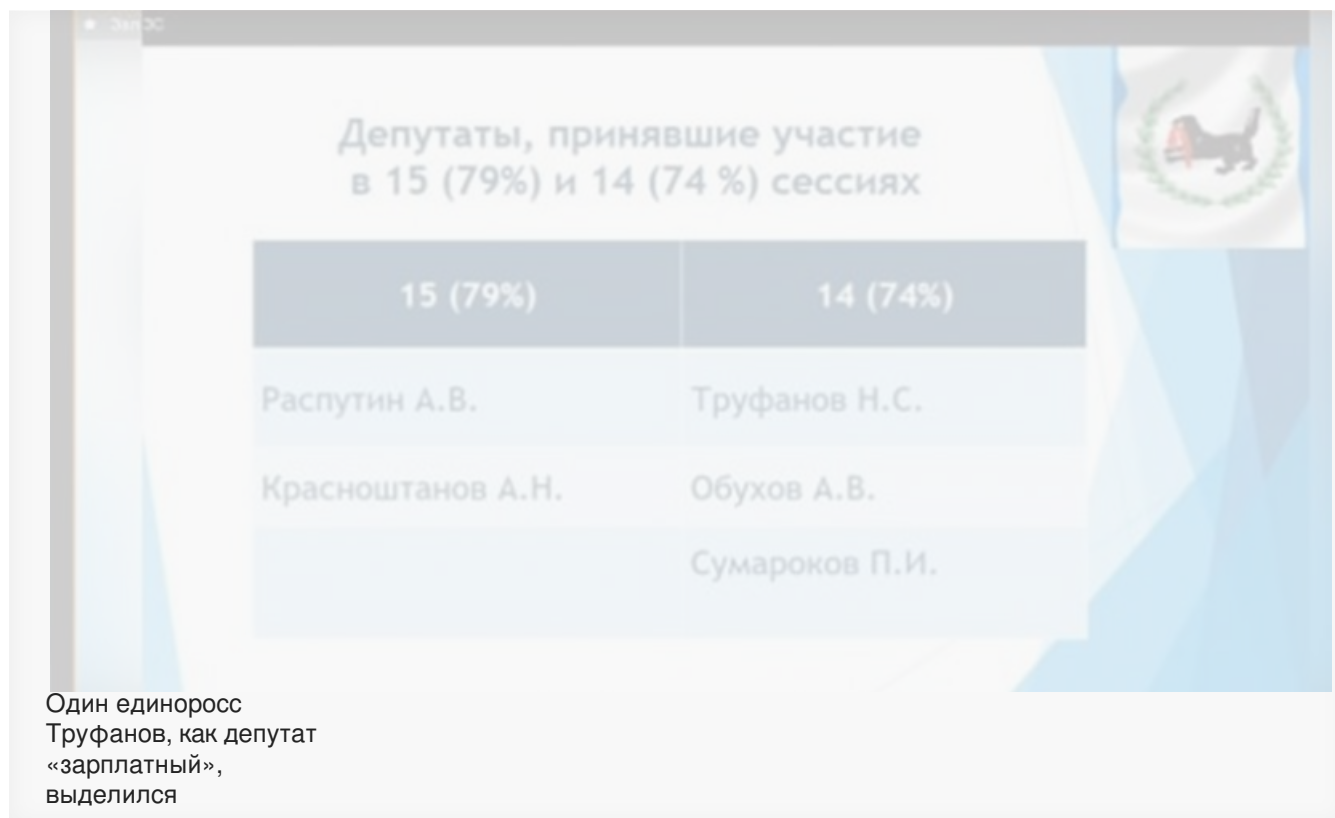 Депутаты, принявшие участие
в 15 (79%) и 14 (74 %) сессиях
15 (79%) 14 (74%)
Распутин А.В. Труфанов Н.С.
Красноштанов А.Н. Обухов А.В.
Сумароков П.И.
Один единоросс
Труфанов, как депутат
«зарплатный»,
выделился